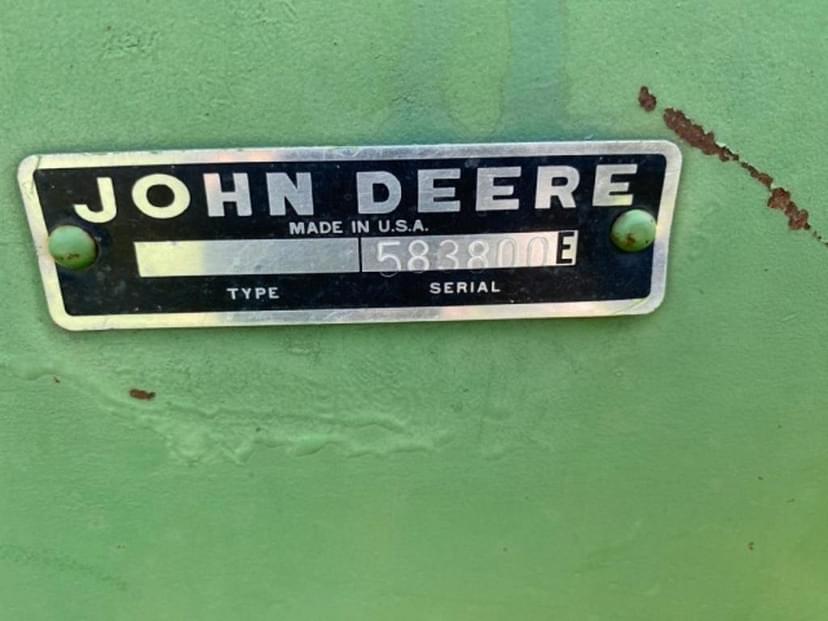 JOHN DEERE
MADE IN U.S.A.
583800E
TYPE SERIAL